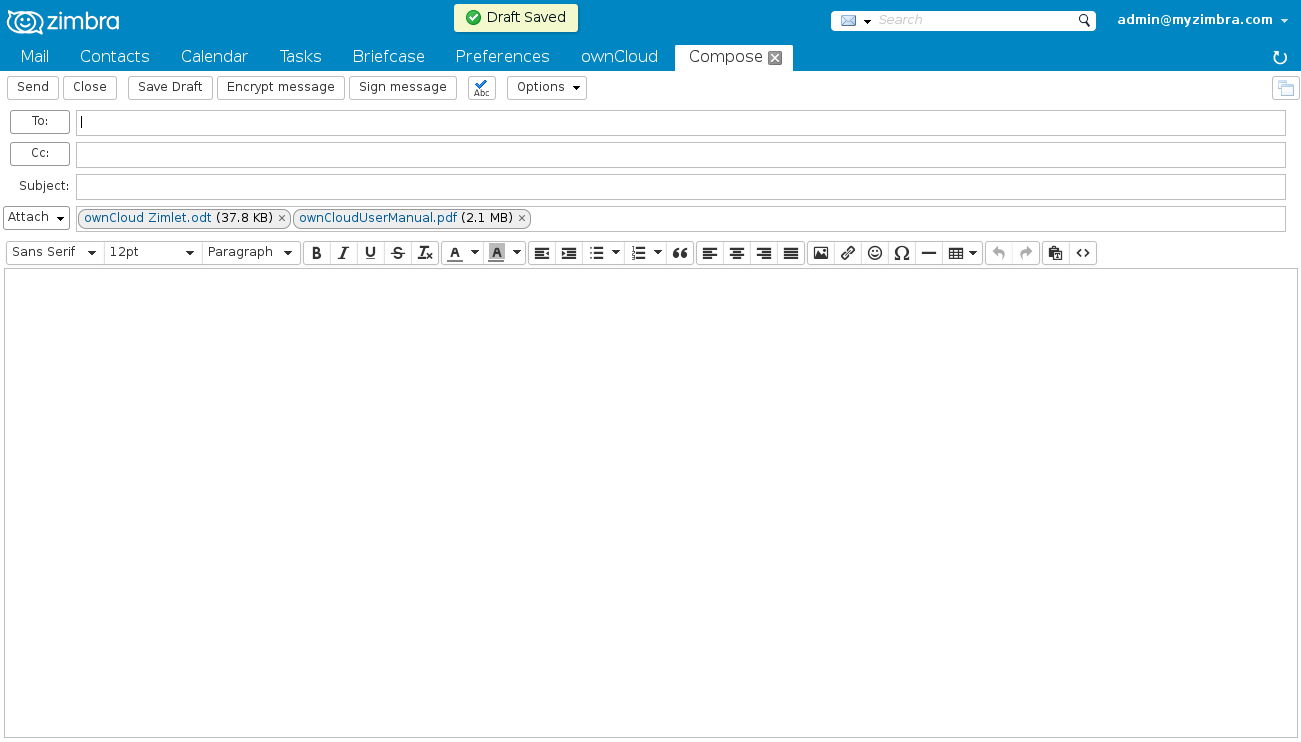 zimbra
Draft Saved
Search
admin@myzimbra.com
Mail Contacts Calendar Tasks Briefcase Preferences ownCloud Compose
Send Close Save Draft Encrypt message Sign message Abc Options
To:
Cc:
Subject:
Attach ownCloud Zimlet.odt (37.8 KB) × ownCloudUserManual.pdf (2.1 MB) ×
Sans Serif 12pt Paragraph B I U S Tx A A